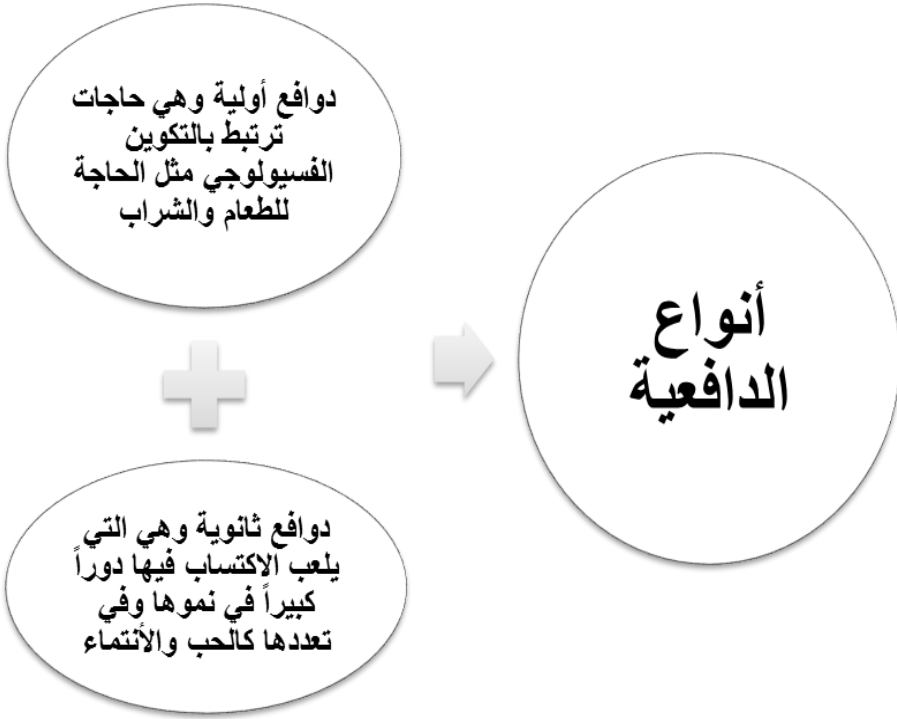 دوافع أولية وهي حاجات
ترتبط بالتكوين
الفسيولوجي مثل الحاجة
للطعام والشراب
دوافع ثانوية وهي التي
يلعب الاكتساب فيها دوراً
كبيراً في نموها وفي
تعددها كالحب والأنتماء
أنواع
الدافعية